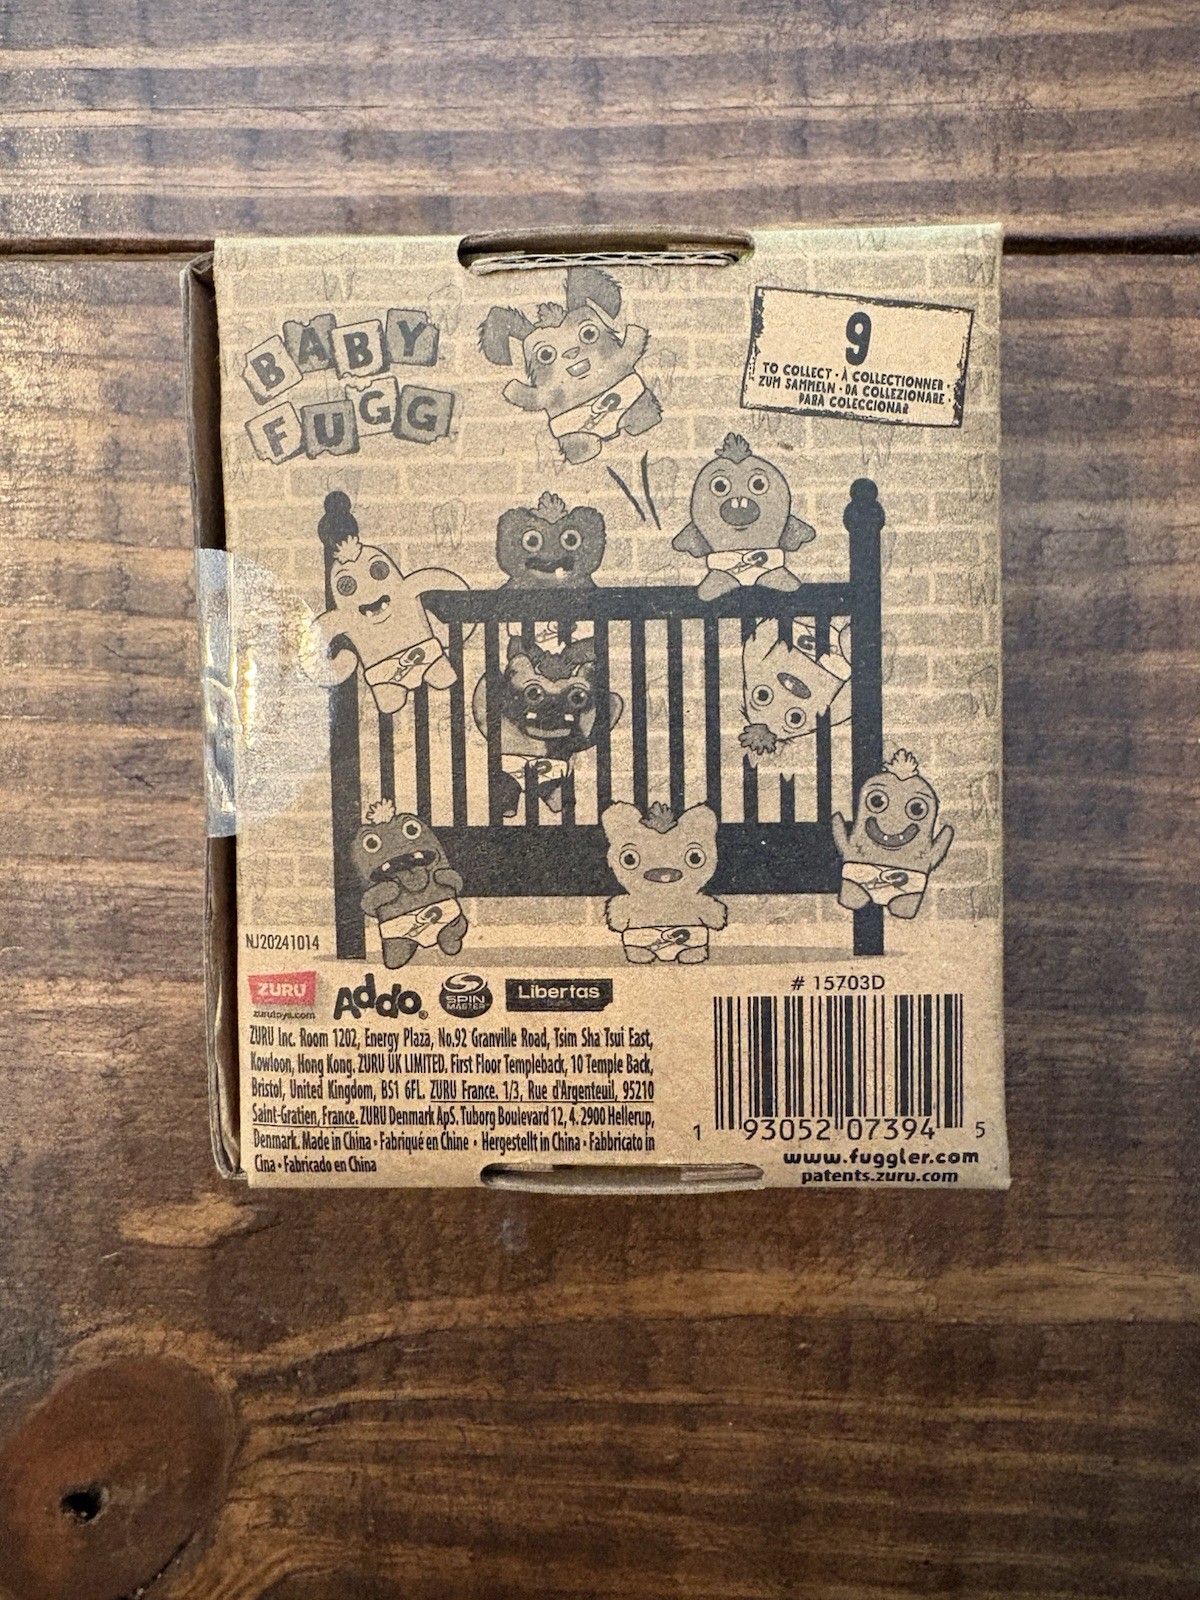 BABY
FUGG
9
TO COLLECT · À COLLECTIONNER ·
ZUM SAMMELN · DA COLLEZIONARE ·
PARA COLECCIONAR
NJ20241014
ZURU
zurutoys.com
Addo®
SPIN
MASTER™
Libertas
# 15703D
ZURU Inc. Room 1202, Energy Plaza, No.92 Granville Road, Tsim Sha Tsui East,
Kowloon, Hong Kong. ZURU UK LIMITED. First Floor Templeback, 10 Temple Back,
Bristol, United Kingdom, BS1 6FL. ZURU France. 1/3, Rue d'Argenteuil, 95210
Saint-Gratien, France. ZURU Denmark ApS. Tuborg Boulevard 12, 4. 2900 Hellerup,
Denmark. Made in China · Fabriqué en Chine · Hergestellt in China · Fabbricato in
Cina · Fabricado en China
1 93052 07394 5
www.fuggler.com
patents.zuru.com